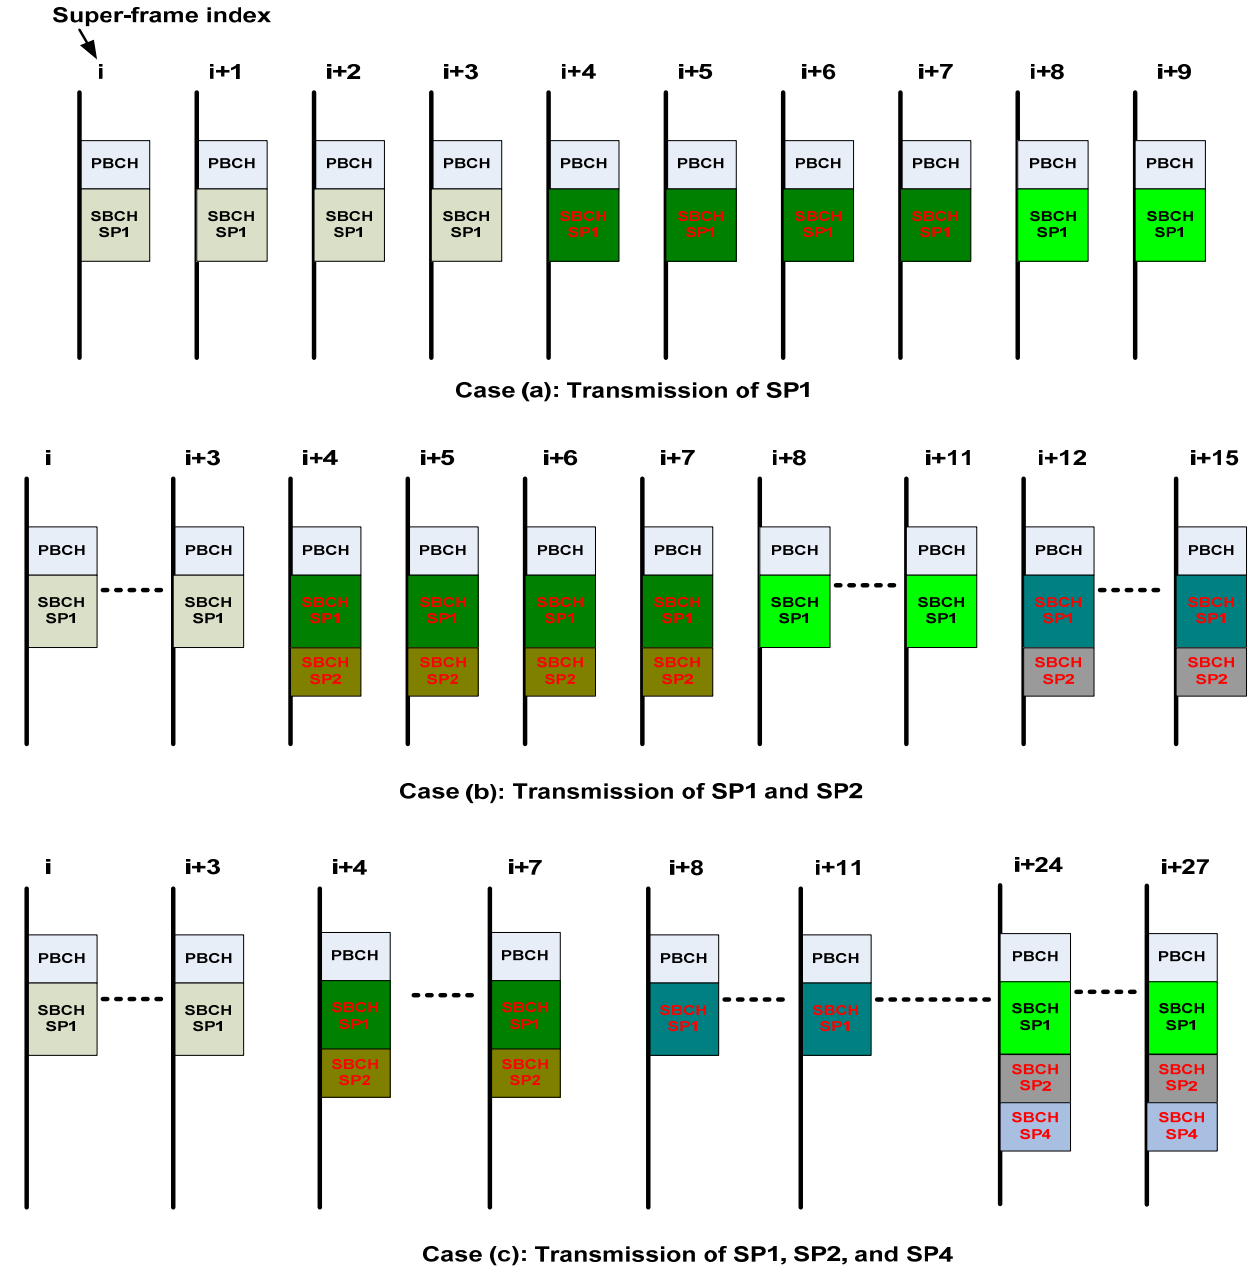 Super-frame index
i i+1 i+2 i+3 i+4 i+5 i+6 i+7 i+8 i+9
PBCH PBCH PBCH PBCH PBCH PBCH PBCH PBCH PBCH PBCH
SBCH SBCH SBCH SBCH SBCH SBCH SBCH SBCH SBCH SBCH
SP1 SP1 SP1 SP1 SP1 SP1 SP1 SP1 SP1 SP1
Case (a): Transmission of SP1
i i+3 i+4 i+5 i+6 i+7 i+8 i+11 i+12 i+15
PBCH PBCH PBCH PBCH PBCH PBCH PBCH PBCH PBCH PBCH
SBCH SBCH SBCH SBCH SBCH SBCH SBCH SBCH SBCH SBCH
SP1 SP1 SP1 SP1 SP1 SP1 SP1 SP1 SP1 SP1
SBCH SBCH SBCH SBCH SBCH SBCH
SP2 SP2 SP2 SP2 SP2 SP2
Case (b): Transmission of SP1 and SP2
i i+3 i+4 i+7 i+8 i+11 i+24 i+27
PBCH PBCH PBCH PBCH PBCH PBCH PBCH PBCH
SBCH SBCH SBCH SBCH SBCH SBCH SBCH SBCH
SP1 SP1 SP1 SP1 SP1 SP1 SP1 SP1
SBCH SBCH SBCH SBCH
SP2 SP2 SP2 SP2
SBCH SBCH
SP4 SP4
Case (c): Transmission of SP1, SP2, and SP4